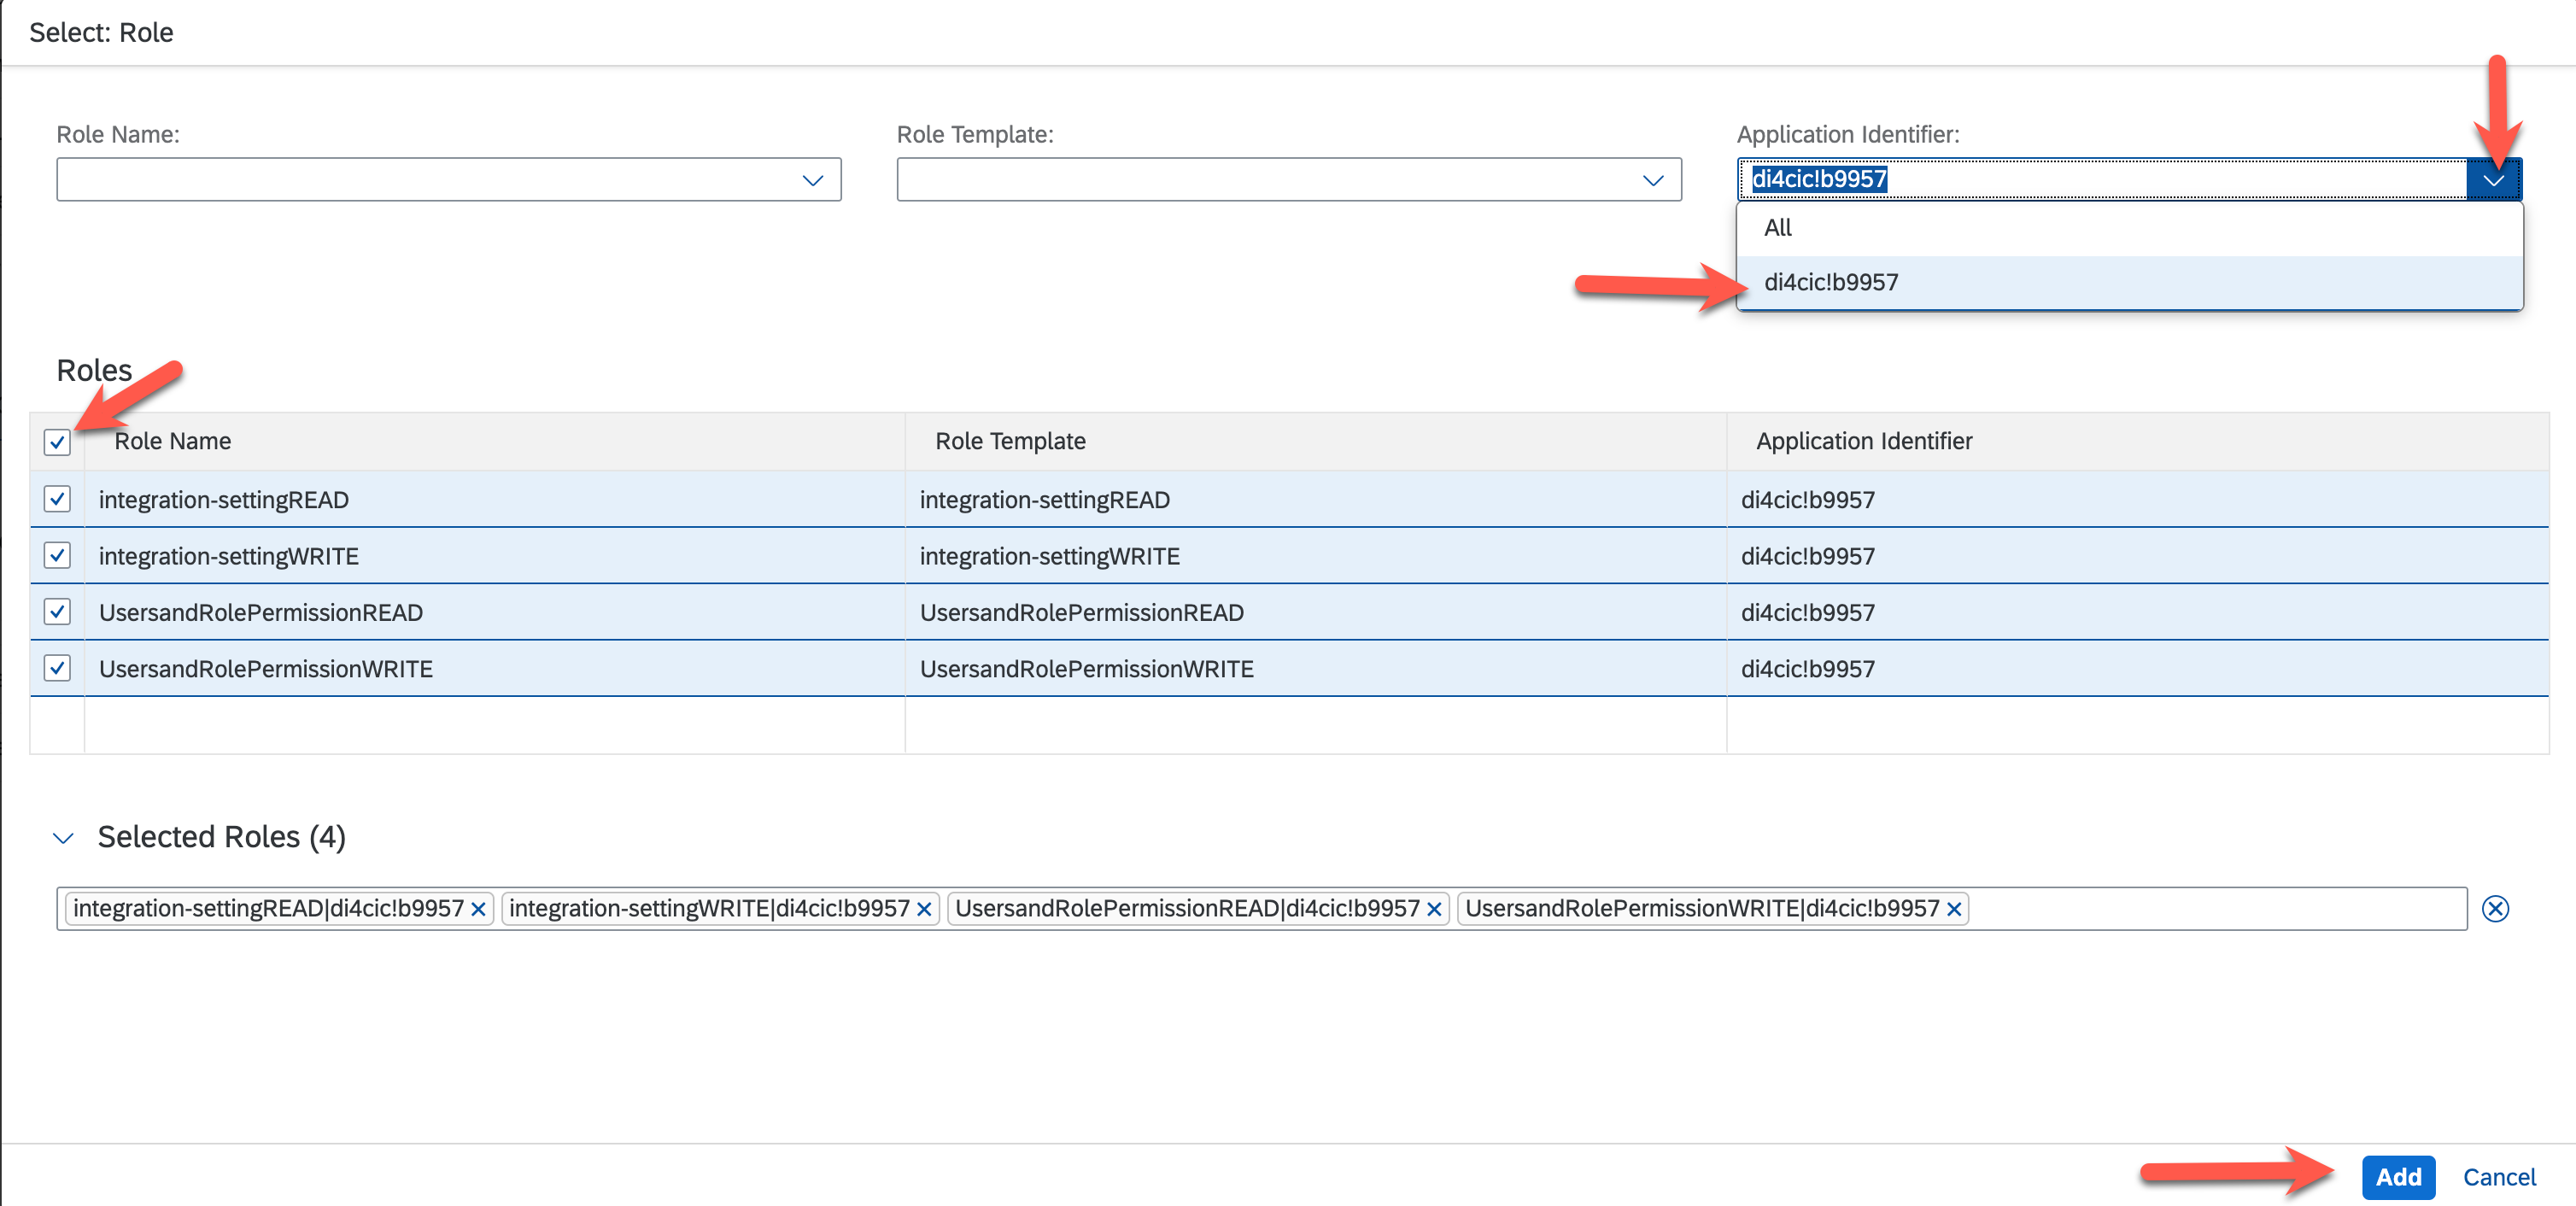 Select: Role
Role Name: Role Template: Application Identifier:
di4cic!b9957
All
di4cic!b9957
Roles
Role Name Role Template Application Identifier
integration-settingREAD integration-settingREAD di4cic!b9957
integration-settingWRITE integration-settingWRITE di4cic!b9957
UsersandRolePermissionREAD UsersandRolePermissionREAD di4cic!b9957
UsersandRolePermissionWRITE UsersandRolePermissionWRITE di4cic!b9957
Selected Roles (4)
integration-settingREAD|di4cic!b9957 integration-settingWRITE|di4cic!b9957 UsersandRolePermissionREAD|di4cic!b9957 UsersandRolePermissionWRITE|di4cic!b9957
Add Cancel